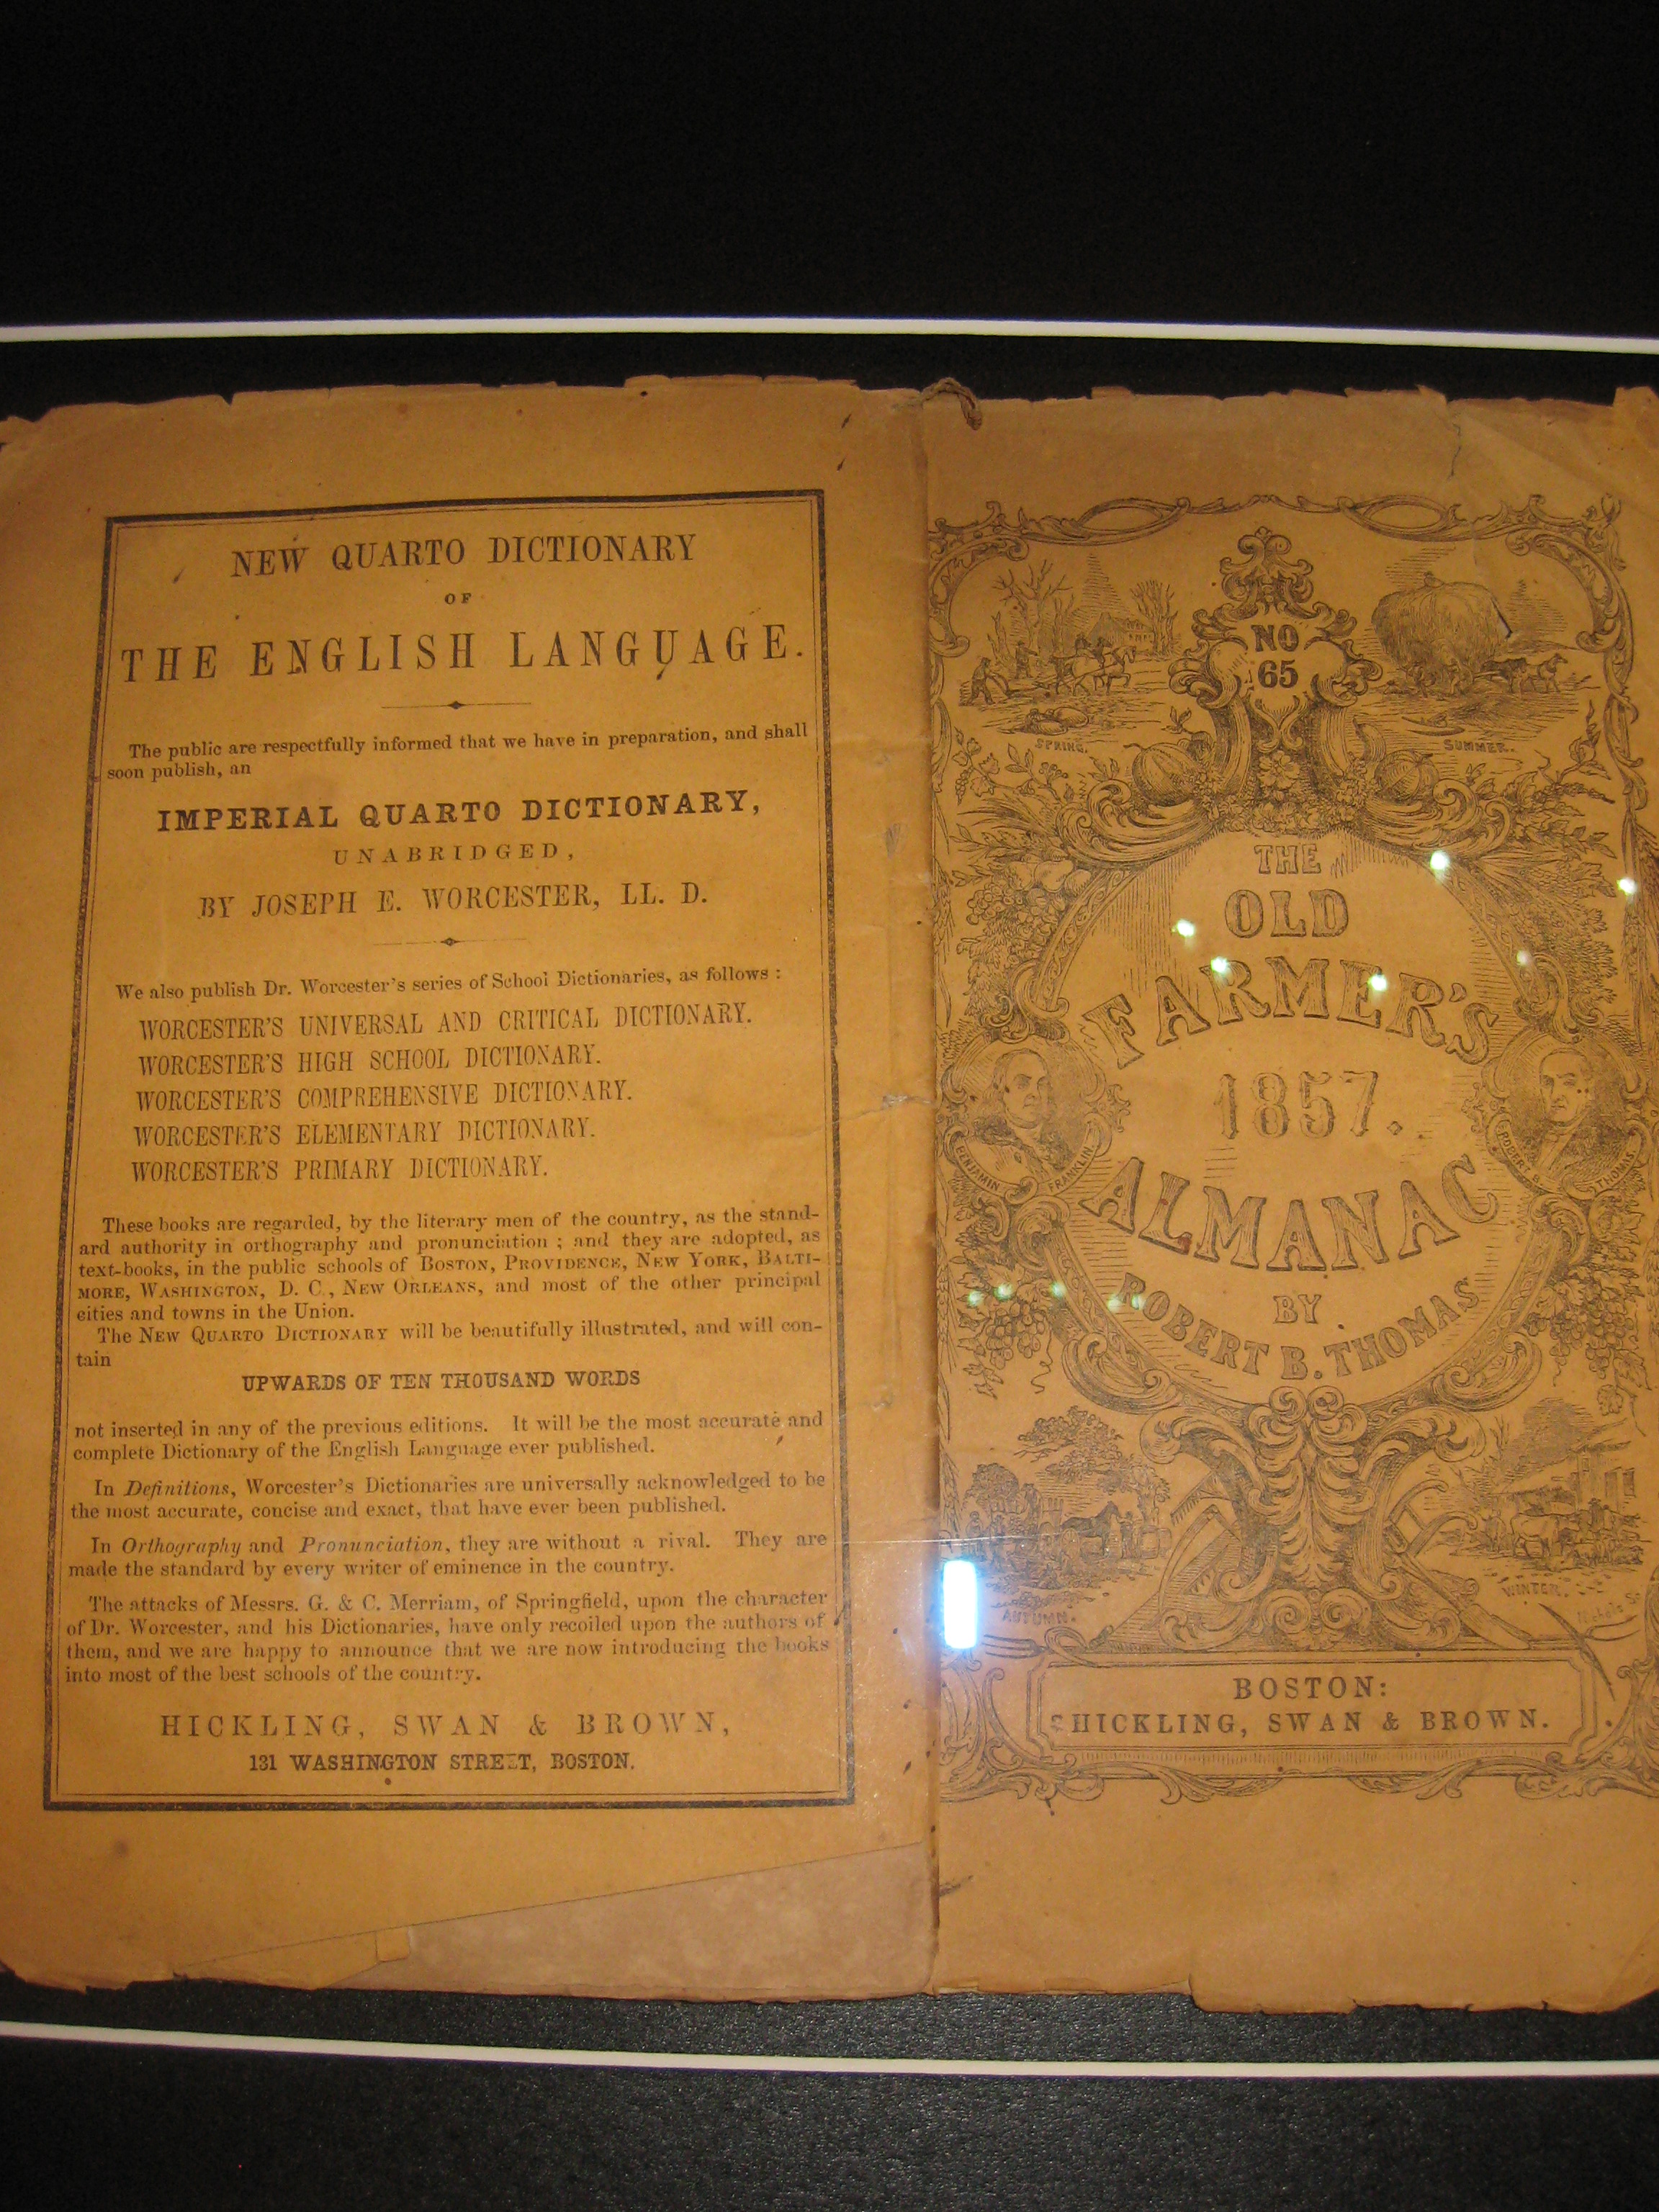 NEW QUARTO DICTIONARY
OF
THE ENGLISH LANGUAGE.
The public are respectfully informed that we have in preparation, and shall
soon publish, an
IMPERIAL QUARTO DICTIONARY,
UNABRIDGED,
BY JOSEPH E. WORCESTER, LL. D.
We also publish Dr. Worcester's series of School Dictionaries, as follows :
WORCESTER'S UNIVERSAL AND CRITICAL DICTIONARY.
WORCESTER'S HIGH SCHOOL DICTIONARY.
WORCESTER'S COMPREHENSIVE DICTIONARY.
WORCESTER'S ELEMENTARY DICTIONARY.
WORCESTER'S PRIMARY DICTIONARY.
These books are regarded, by the literary men of the country, as the stand-
ard authority in orthography and pronunciation ; and they are adopted, as
text-books, in the public schools of BOSTON, PROVIDENCE, NEW YORK, BALTI-
MORE, WASHINGTON, D. C., NEW ORLEANS, and most of the other principal
cities and towns in the Union.
The NEW QUARTO DICTIONARY will be beautifully illustrated, and will con-
tain
UPWARDS OF TEN THOUSAND WORDS
not inserted in any of the previous editions. It will be the most accurate and
complete Dictionary of the English Language ever published.
In Definitions, Worcester's Dictionaries are universally acknowledged to be
the most accurate, concise and exact, that have ever been published.
In Orthography and Pronunciation, they are without a rival. They are
made the standard by every writer of eminence in the country.
The attacks of Messrs. G. & C. Merriam, of Springfield, upon the character
of Dr. Worcester, and his Dictionaries, have only recoiled upon the authors of
them, and we are happy to announce that we are now introducing the books
into most of the best schools of the country.
HICKLING, SWAN & BROWN,
131 WASHINGTON STREET, BOSTON.
NO
65
SPRING.
SUMMER.
THE
OLD
FARMER'S
1857.
ALMANAC
BY
ROBERT B. THOMAS
BENJAMIN FRANKLIN
ROBERT B. THOMAS.
AUTUMN.
WINTER.
BOSTON:
HICKLING, SWAN & BROWN.